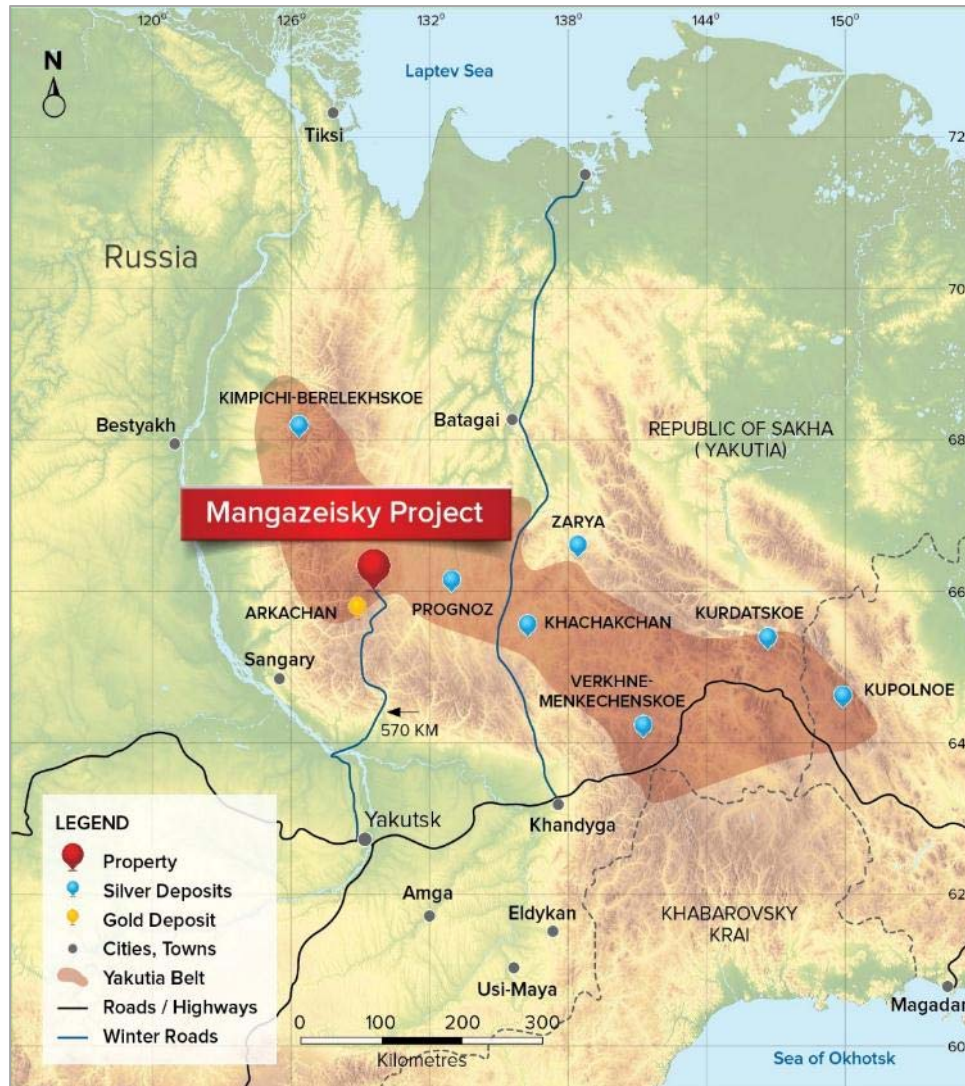 120°
126°
132°
138°
144°
150°
N
Laptev Sea
Tiksi
72
Russia
70
KIMPICHI-BERELEKHSKOE
Bestyakh
Batagai
REPUBLIC OF SAKHA
( YAKUTIA)
68
Mangazeisky Project
ZARYA
66
ARKACHAN
PROGNOZ
KHACHAKCHAN
KURDATSKOE
Sangary
VERKHNE-
MENKECHENSKOE
KUPOLNOE
570 KM
64
LEGEND
Property
Silver Deposits
Gold Deposit
Cities, Towns
Yakutia Belt
Roads / Highways
Winter Roads
Yakutsk
Khandyga
62
Amga
Eldykan
KHABAROVSKY
KRAI
Usi-Maya
Magadan
0 100 200 300
Kilometres
60
Sea of Okhotsk